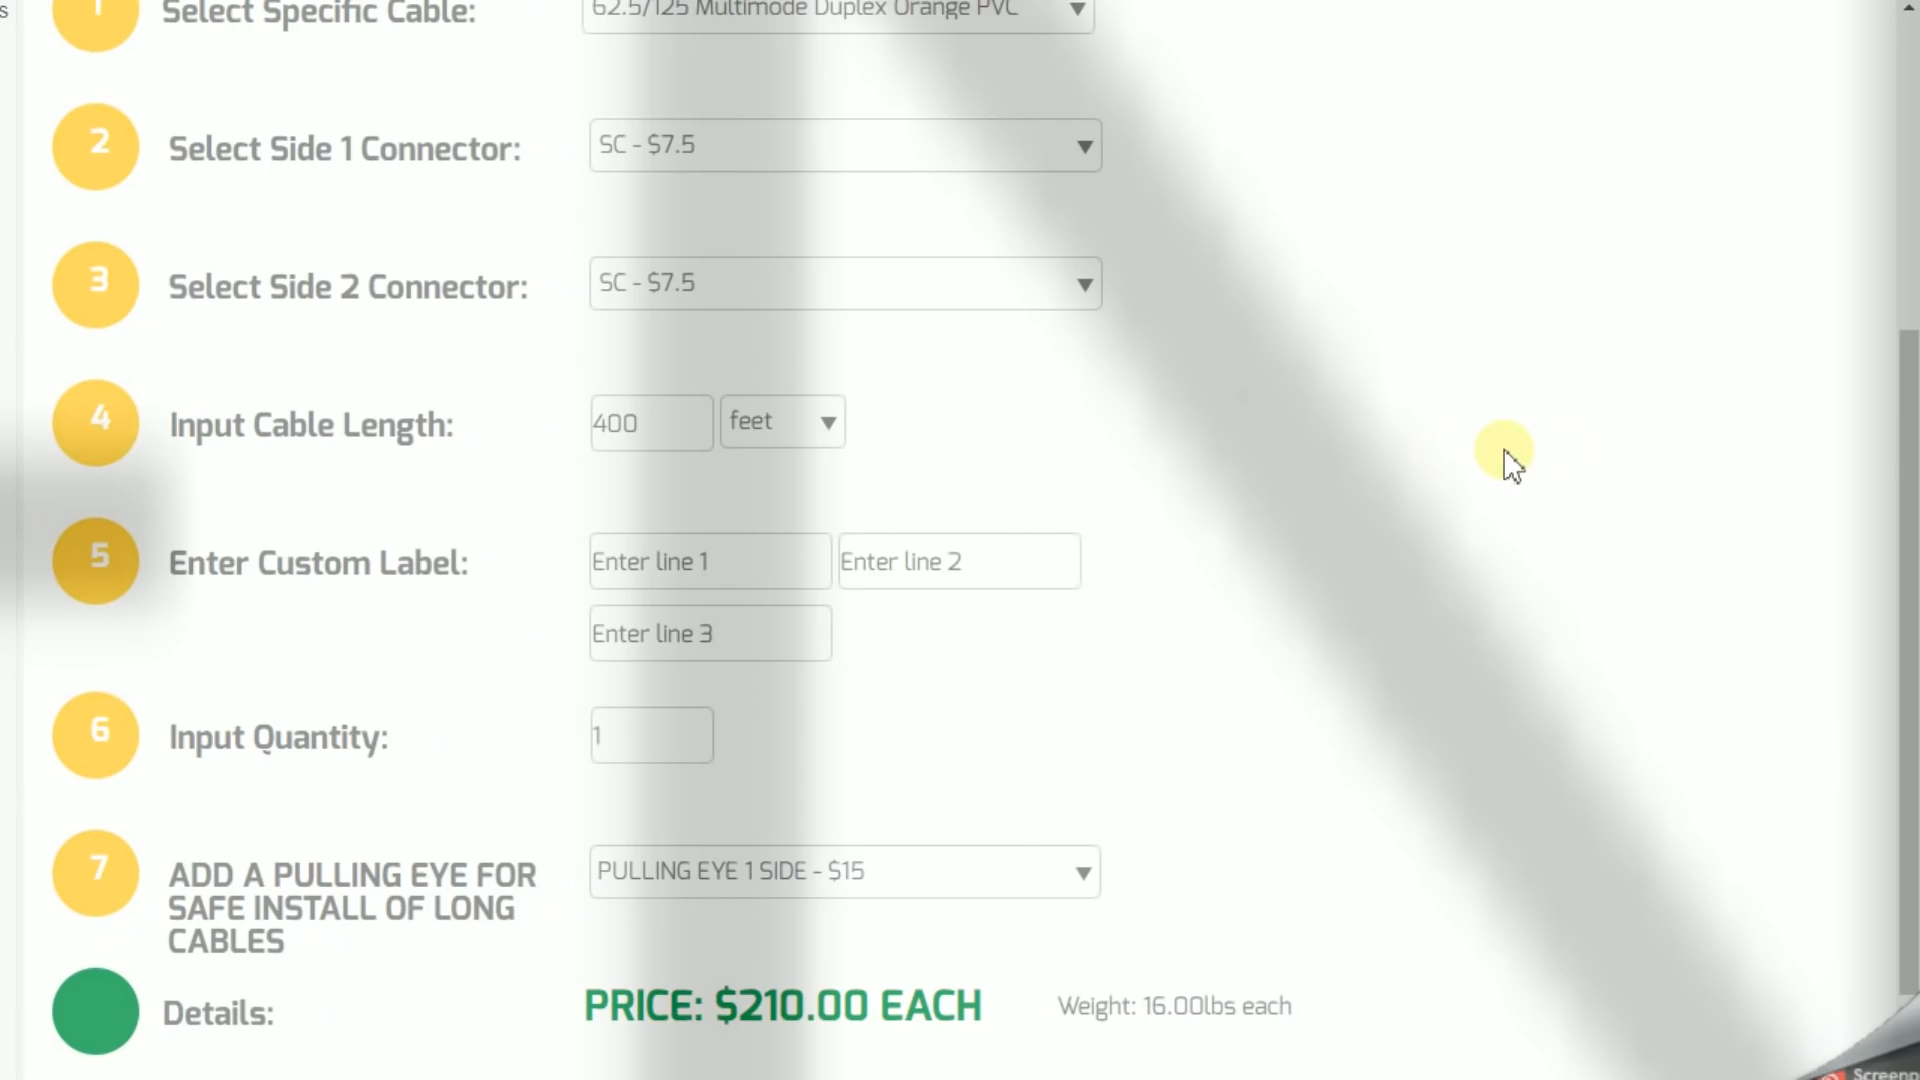 s
1 Select Specific Cable: 62.5/125 Multimode Duplex Orange PVC
2 Select Side 1 Connector: SC - $7.5
3 Select Side 2 Connector: SC - $7.5
4 Input Cable Length: 400 feet
5 Enter Custom Label: Enter line 1 Enter line 2
Enter line 3
6 Input Quantity: 1
7 ADD A PULLING EYE FOR PULLING EYE 1 SIDE - $15
SAFE INSTALL OF LONG
CABLES
Details: PRICE: $210.00 EACH Weight: 16.00lbs each